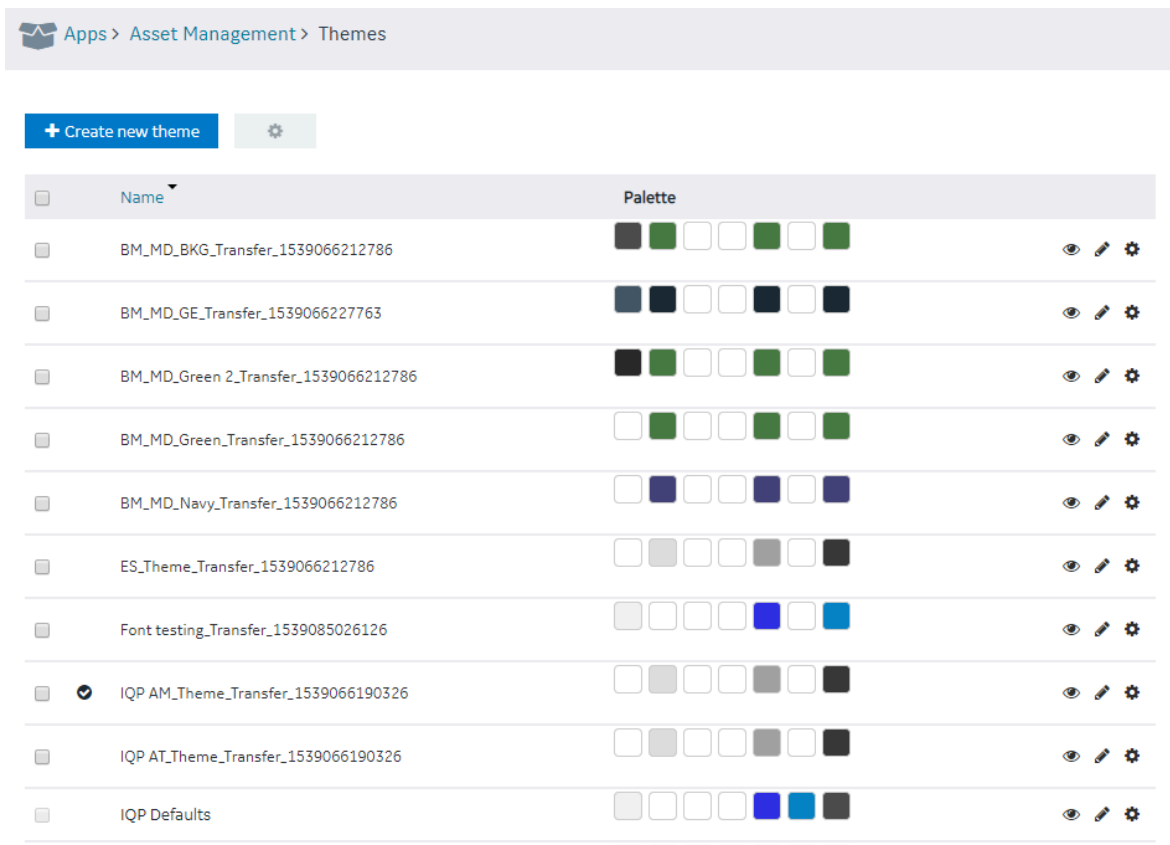 Apps > Asset Management > Themes
+ Create new theme
Name Palette
BM_MD_BKG_Transfer_1539066212786
BM_MD_GE_Transfer_1539066227763
BM_MD_Green 2_Transfer_1539066212786
BM_MD_Green_Transfer_1539066212786
BM_MD_Navy_Transfer_1539066212786
ES_Theme_Transfer_1539066212786
Font testing_Transfer_1539085026126
IQP AM_Theme_Transfer_1539066190326
IQP AT_Theme_Transfer_1539066190326
IQP Defaults